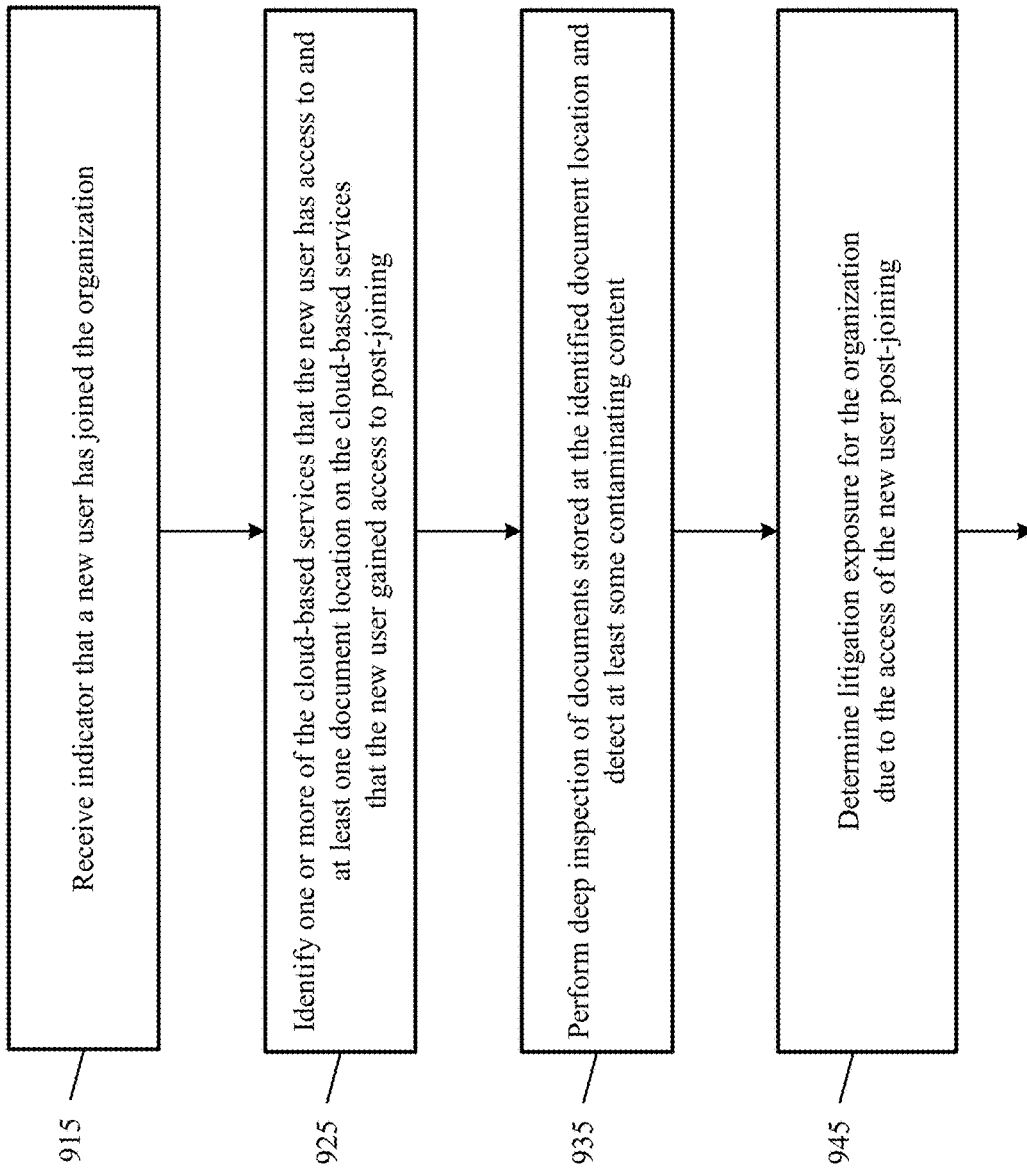 915
Receive indicator that a new user has joined the organization
925
Identify one or more of the cloud-based services that the new user has access to and
at least one document location on the cloud-based services
that the new user gained access to post-joining
935
Perform deep inspection of documents stored at the identified document location and
detect at least some contaminating content
945
Determine litigation exposure for the organization
due to the access of the new user post-joining